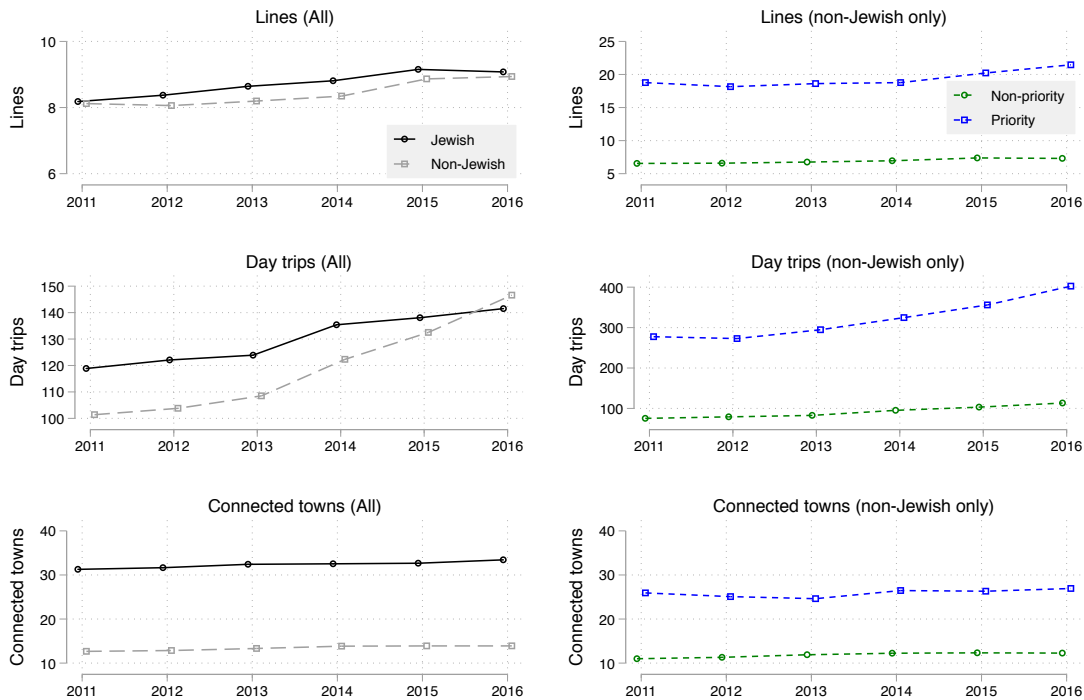 Lines (All)
10
8
6
Lines
Jewish
Non-Jewish
2011 2012 2013 2014 2015 2016
Lines (non-Jewish only)
25
20
15
10
5
Lines
Non-priority
Priority
2011 2012 2013 2014 2015 2016
Day trips (All)
150
140
130
120
110
100
Day trips
2011 2012 2013 2014 2015 2016
Day trips (non-Jewish only)
400
300
200
100
Day trips
2011 2012 2013 2014 2015 2016
Connected towns (All)
40
30
20
10
Connected towns
2011 2012 2013 2014 2015 2016
Connected towns (non-Jewish only)
40
30
20
10
Connected towns
2011 2012 2013 2014 2015 2016